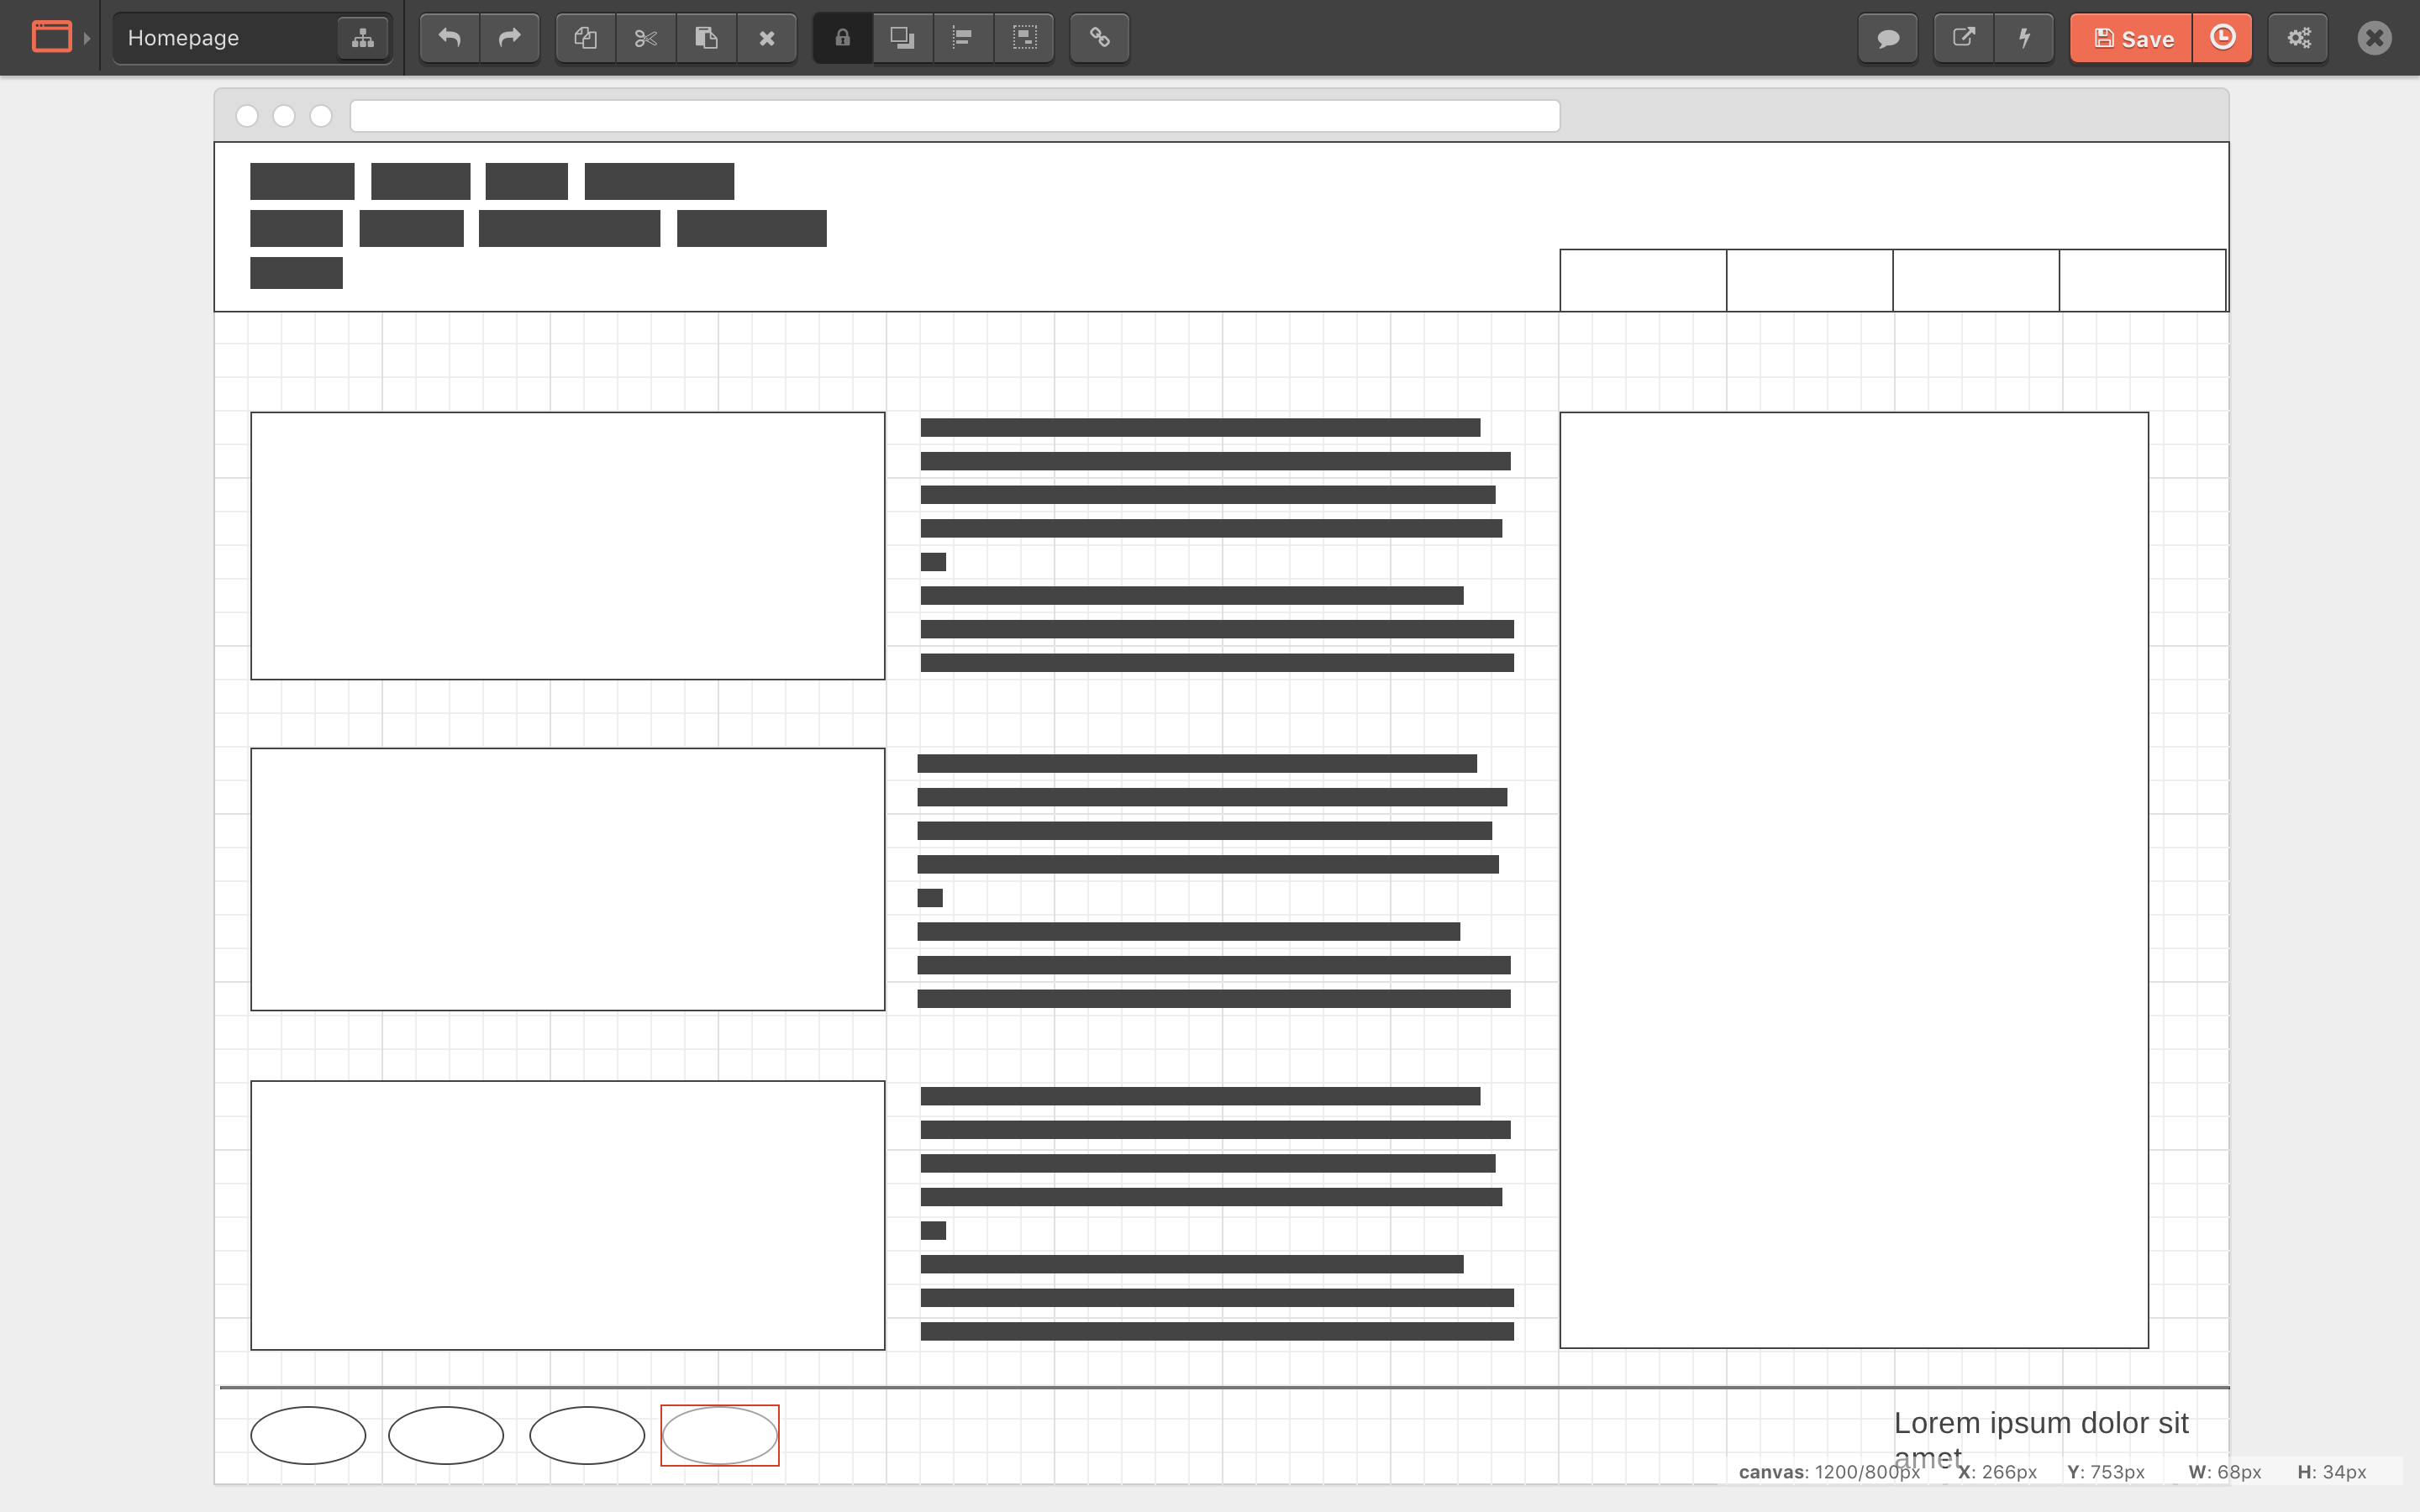 Homepage
Save
Lorem ipsum dolor sit
amet
canvas: 1200/800px X: 266px Y: 753px W: 68px H: 34px